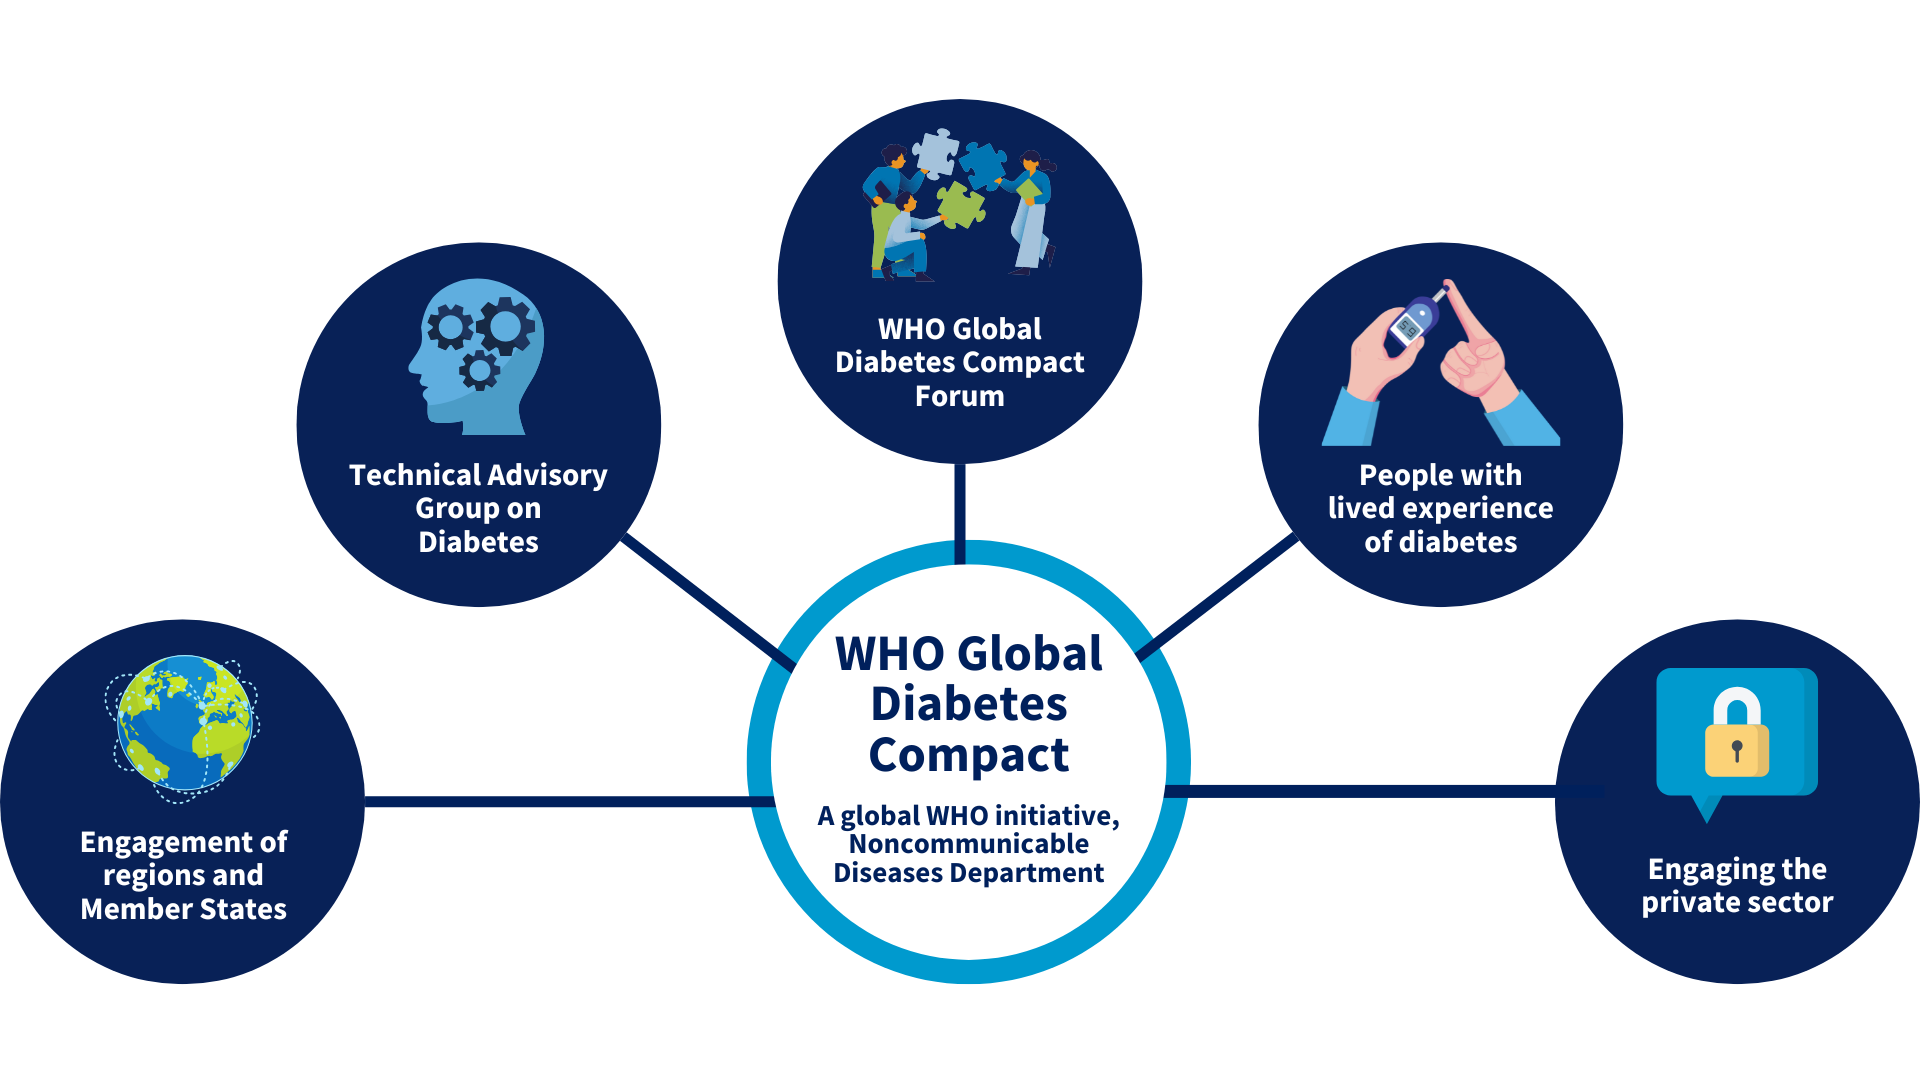 WHO Global
Diabetes Compact
Forum
Technical Advisory
Group on
Diabetes
People with
lived experience
of diabetes
Engagement of
regions and
Member States
WHO Global
Diabetes
Compact
A global WHO initiative,
Noncommunicable
Diseases Department
Engaging the
private sector